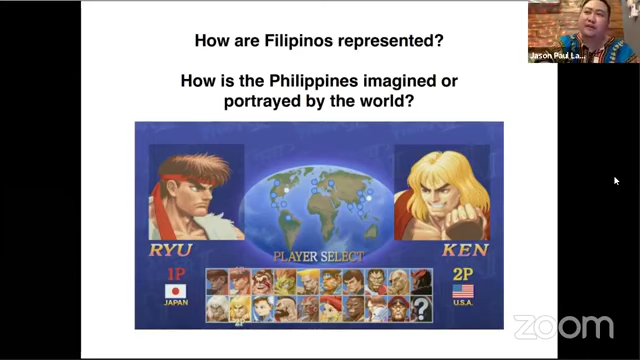 How are Filipinos represented?
How is the Philippines imagined or
portrayed by the world?
Jason Paul La...
RYU
KEN
PLAYER SELECT
1P
2P
JAPAN
U.S.A.
?
zoom